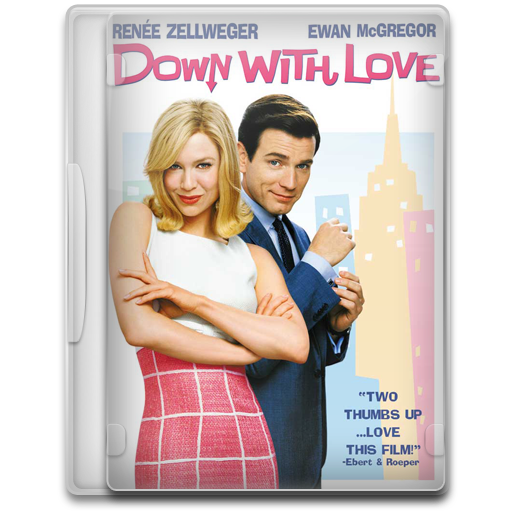 RENÉE ZELLWEGER EWAN McGREGOR
DOWN WITH LOVE
"TWO
THUMBS UP
...LOVE
THIS FILM!"
-Ebert & Roeper